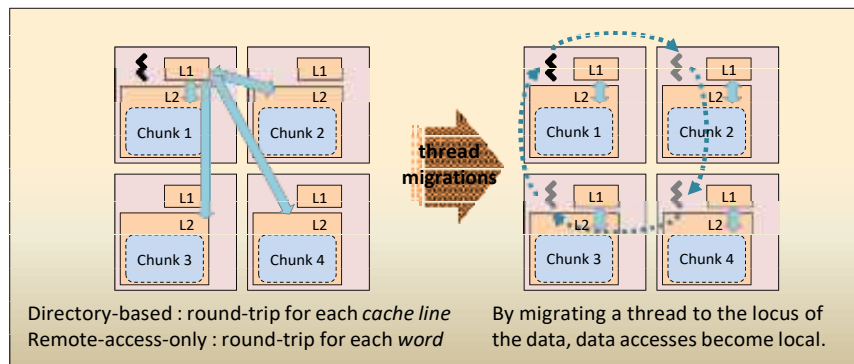 L1
L2
Chunk 1
L1
L2
Chunk 2
L1
L2
Chunk 3
L1
L2
Chunk 4
thread
migrations
L1
L2
Chunk 1
L1
L2
Chunk 2
L1
L2
Chunk 3
L1
L2
Chunk 4
Directory-based : round-trip for each cache line
Remote-access-only : round-trip for each word
By migrating a thread to the locus of
the data, data accesses become local.